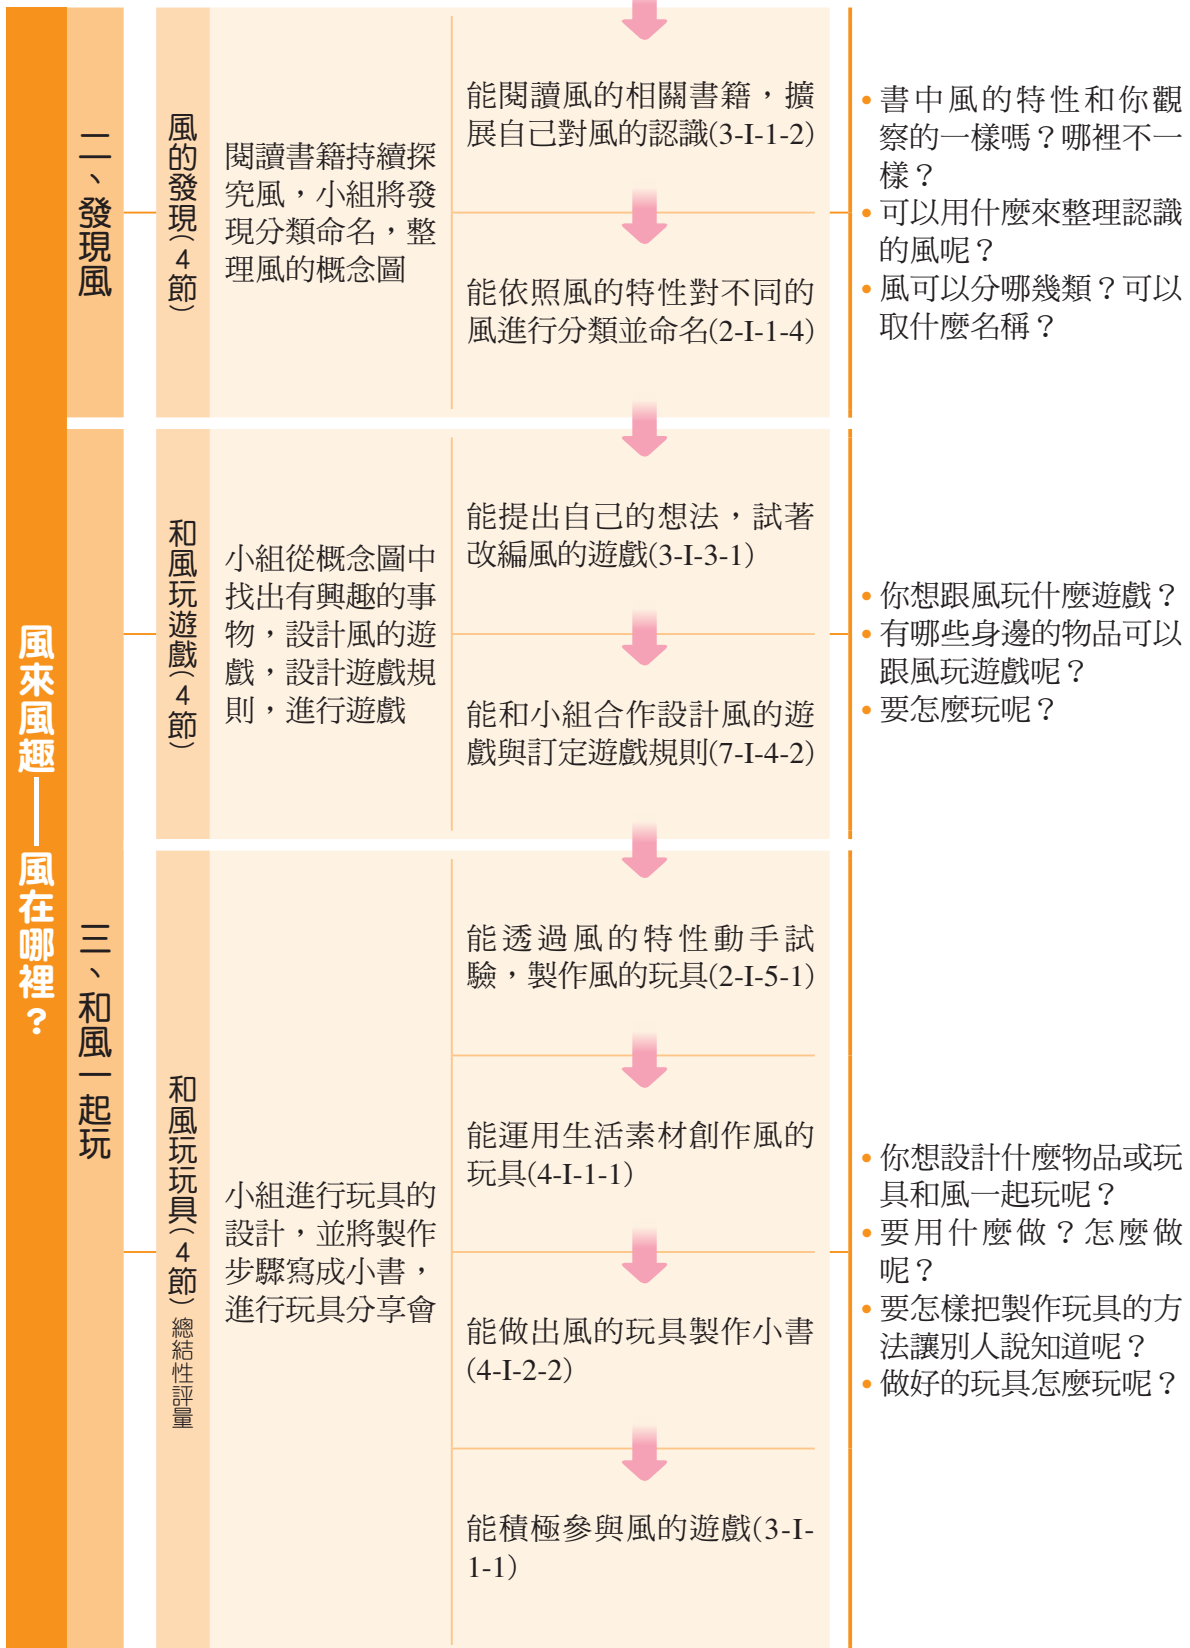 風來風趣——風在哪裡？
二、發現風
風的發現(4節)
閱讀書籍持續探
究風，小組將發
現分類命名，整
理風的概念圖
能閱讀風的相關書籍，擴
展自己對風的認識(3-I-1-2)
能依照風的特性對不同的
風進行分類並命名(2-I-1-4)
•書中風的特性和你觀
察的一樣嗎？哪裡不一
樣？
•可以用什麼來整理認識
的風呢？
•風可以分哪幾類？可以
取什麼名稱？
三、和風一起玩
和風玩遊戲(4節)
小組從概念圖中
找出有興趣的事
物，設計風的遊
戲，設計遊戲規
則，進行遊戲
能提出自己的想法，試著
改編風的遊戲(3-I-3-1)
能和小組合作設計風的遊
戲與訂定遊戲規則(7-I-4-2)
•你想跟風玩什麼遊戲？
•有哪些身邊的物品可以
跟風玩遊戲呢？
•要怎麼玩呢？
和風玩玩具(4節)總結性評量
小組進行玩具的
設計，並將製作
步驟寫成小書，
進行玩具分享會
能透過風的特性動手試
驗，製作風的玩具(2-I-5-1)
能運用生活素材創作風的
玩具(4-I-1-1)
能做出風的玩具製作小書
(4-I-2-2)
能積極參與風的遊戲(3-I-
1-1)
•你想設計什麼物品或玩
具和風一起玩呢？
•要用什麼做？怎麼做
呢？
•要怎樣把製作玩具的方
法讓別人說知道呢？
•做好的玩具怎麼玩呢？